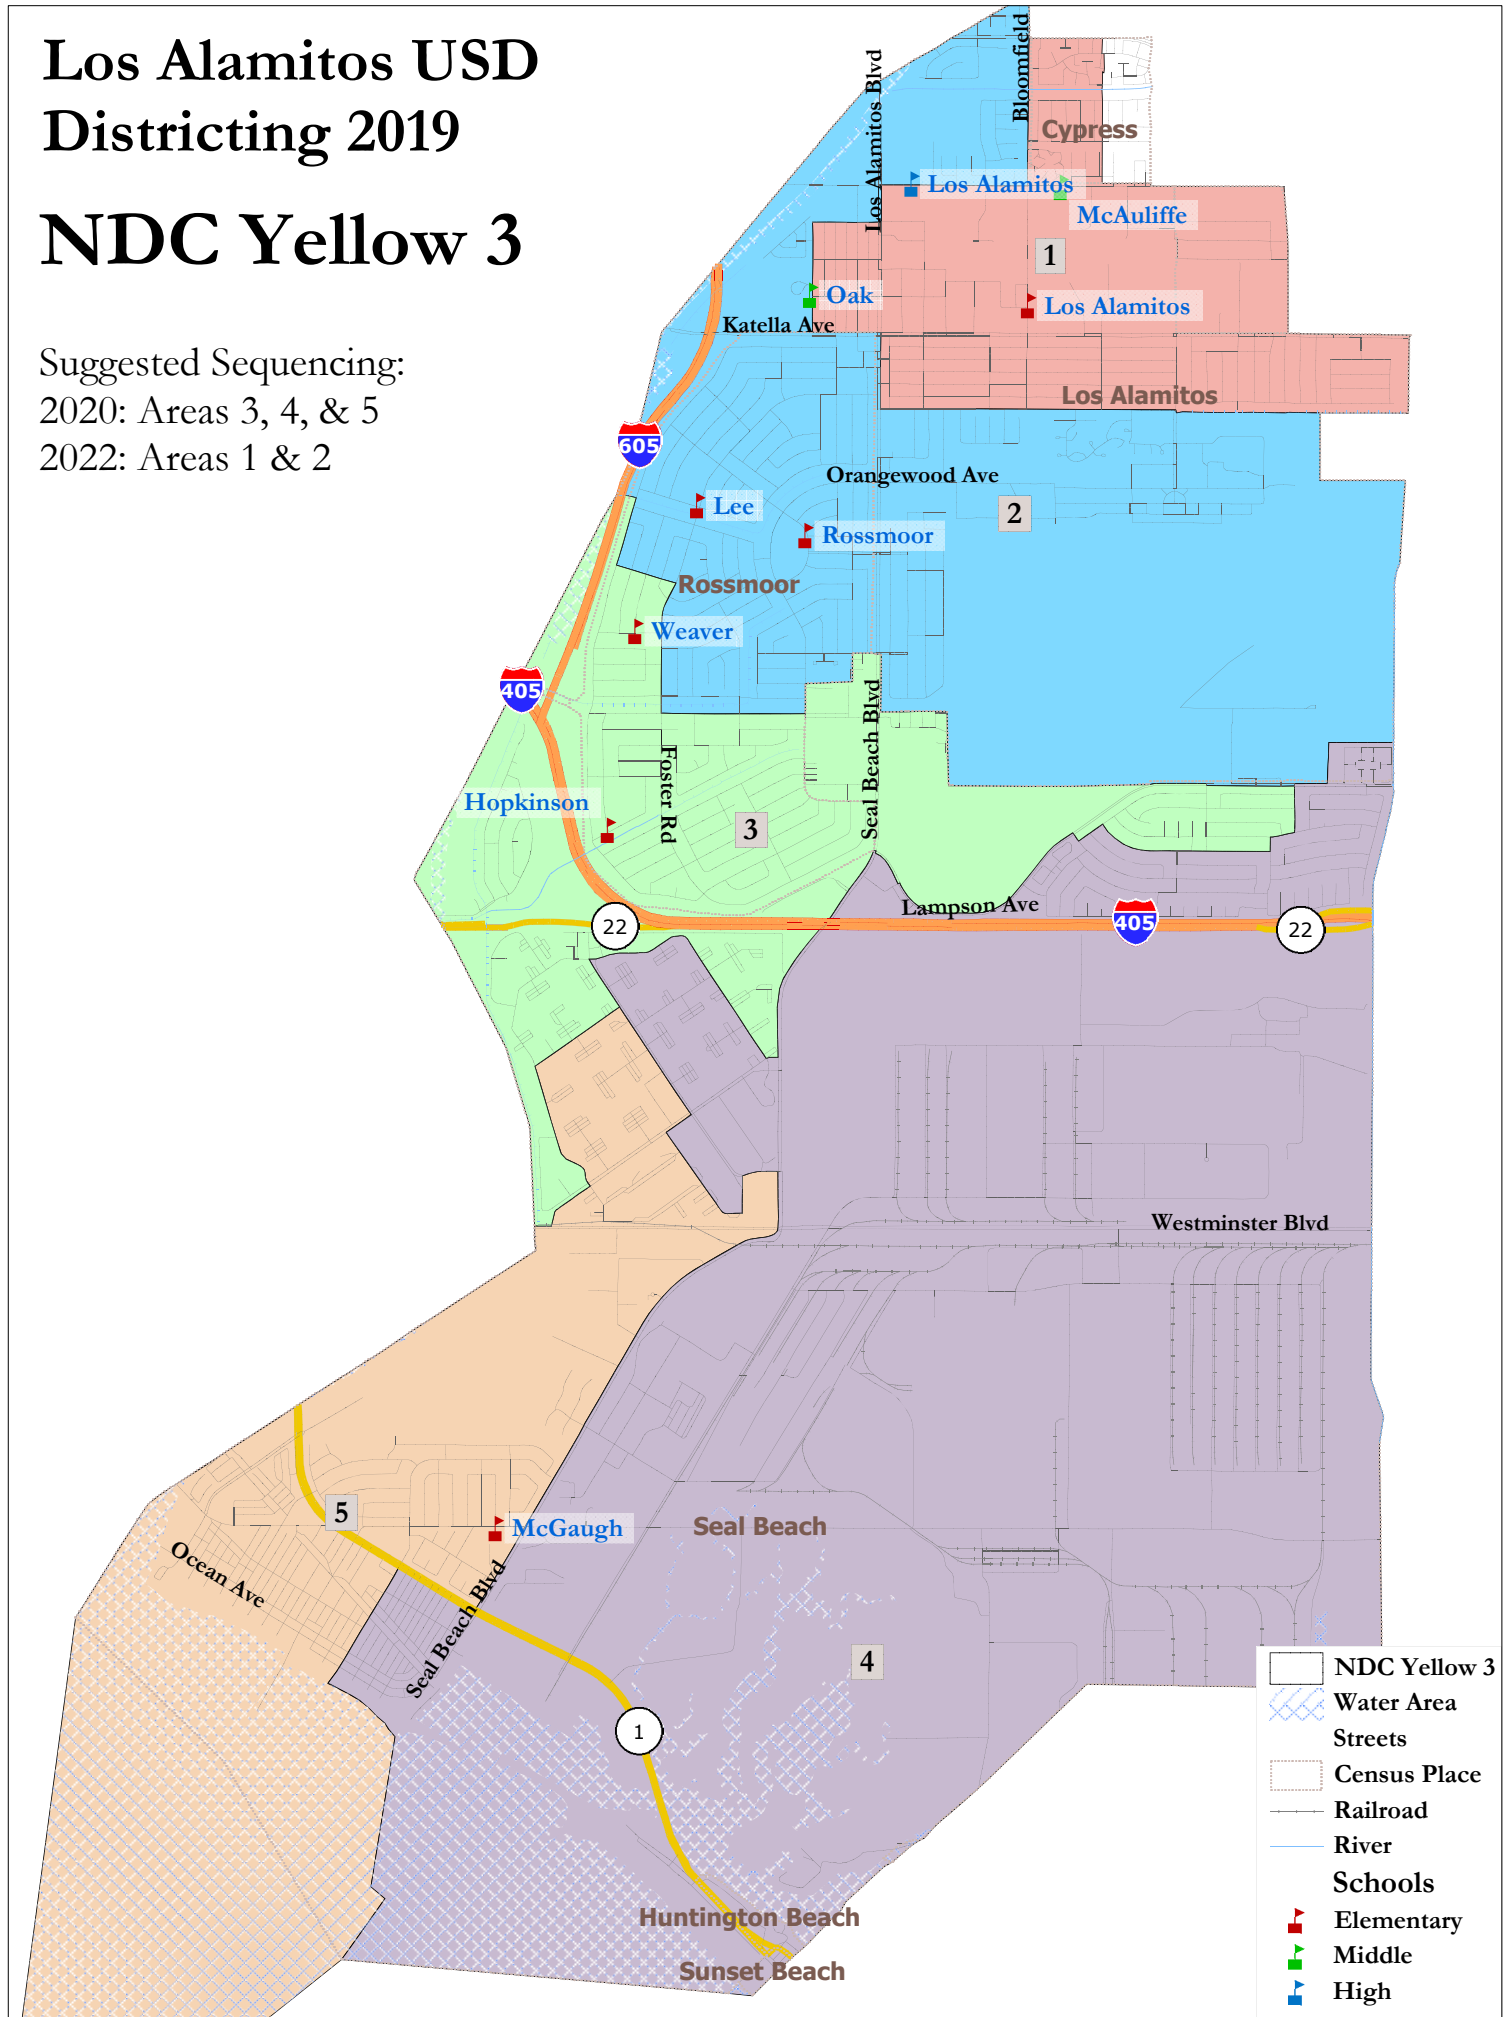 Los Alamitos USD
Districting 2019
NDC Yellow 3
Suggested Sequencing:
2020: Areas 3, 4, & 5
2022: Areas 1 & 2
Bloomfield
Los Alamitos Blvd
Cypress
Los Alamitos
McAuliffe
1
Oak
Los Alamitos
Katella Ave
Los Alamitos
605
Orangewood Ave
Lee
2
Rossmoor
Rossmoor
Weaver
405
Seal Beach Blvd
Foster Rd
Hopkinson
3
Lampson Ave
22
405
22
Westminster Blvd
5
McGaugh
Seal Beach
Ocean Ave
Seal Beach Blvd
4
1
Huntington Beach
Sunset Beach
NDC Yellow 3
Water Area
Streets
Census Place
Railroad
River
Schools
Elementary
Middle
High